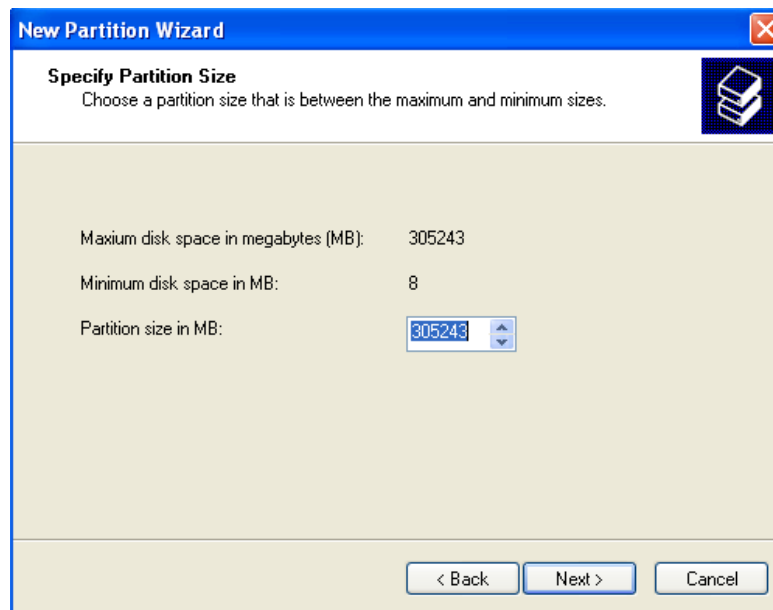 New Partition Wizard
Specify Partition Size
Choose a partition size that is between the maximum and minimum sizes.
Maxium disk space in megabytes (MB): 305243
Minimum disk space in MB: 8
Partition size in MB: 305243
< Back Next > Cancel